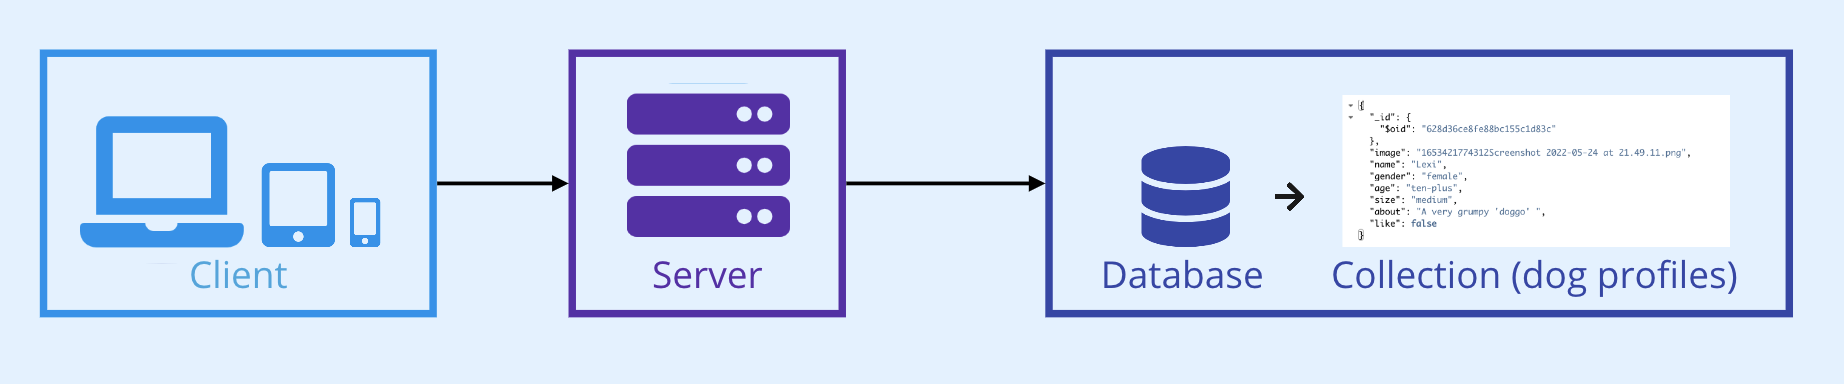 Client
Server
Database
Collection (dog profiles)
{
"_id": {
"$oid": "628d36ce8fe88bc155c1d83c"
},
"image": "16534217743125creenshot 2022-05-24 at 21.49.11.png",
"name": "Lexi",
"gender": "female",
"age": "ten-plus",
"size": "medium",
"about": "A very grumpy 'doggo' ",
"like": false
}